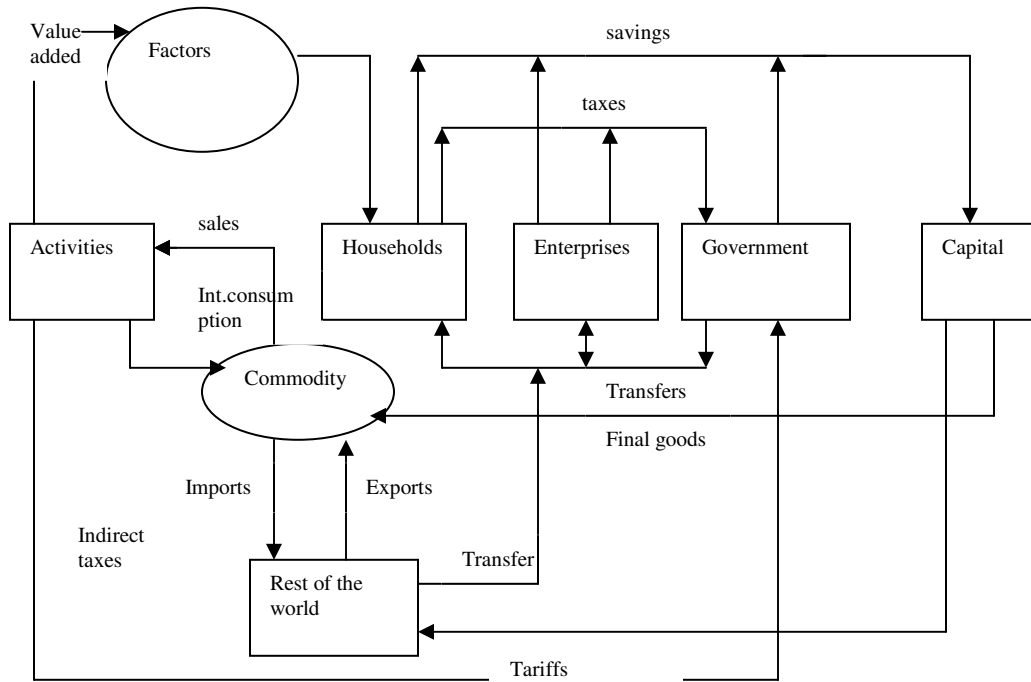 Value
added
Factors
savings
taxes
sales
Activities
Households
Enterprises
Government
Capital
Int.consum
ption
Commodity
Transfers
Final goods
Imports
Exports
Indirect
taxes
Transfer
Rest of the
world
Tariffs